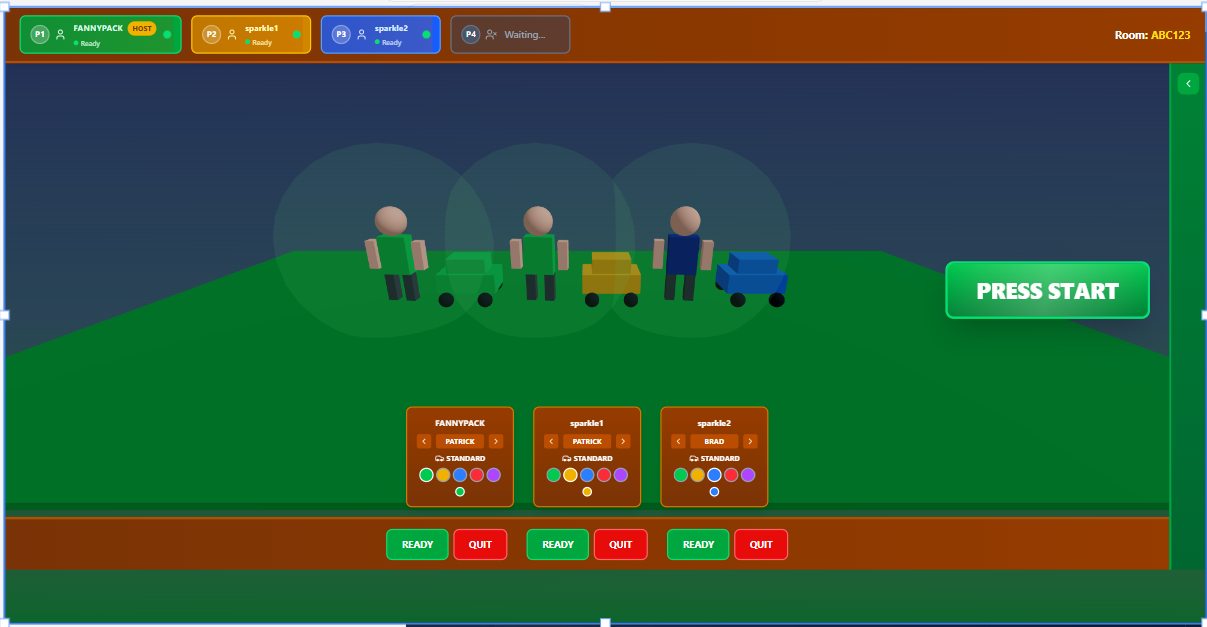 P1 FANNYPACK HOST
Ready
P2 sparkle1
Ready
P3 sparkle2
Ready
P4 Waiting...
Room: ABC123
PRESS START
FANNYPACK
PATRICK
STANDARD
sparkle1
PATRICK
STANDARD
sparkle2
BRAD
STANDARD
READY QUIT READY QUIT READY QUIT